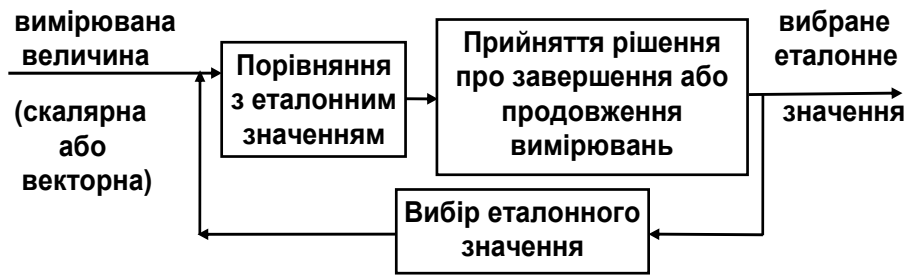 вимірювана
величина
(скалярна
або
векторна)
Порівняння
з еталонним
значенням
Прийняття рішення
про завершення або
продовження
вимірювань
вибране
еталонне
значення
Вибір еталонного
значення